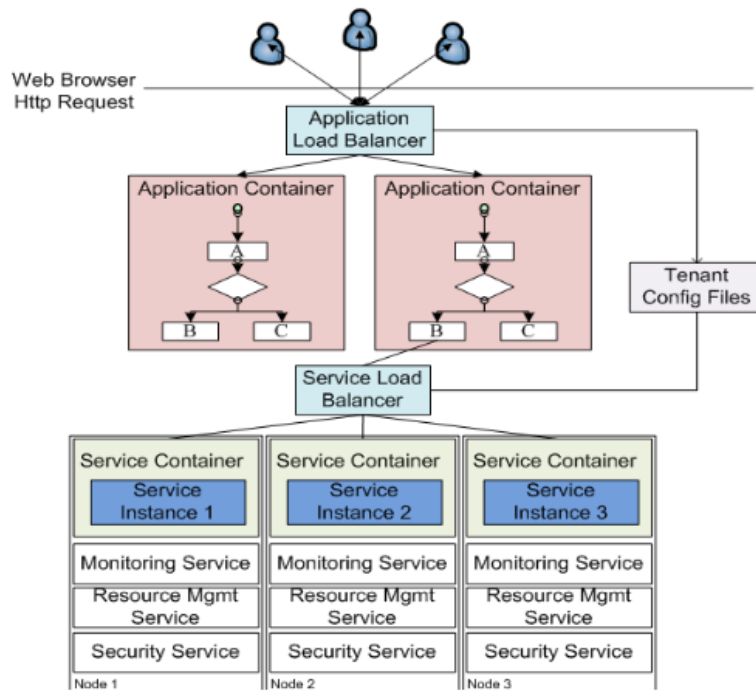 Web Browser
Http Request
Application
Load Balancer
Application Container
A
B
C
Application Container
A
B
C
Tenant
Config Files
Service Load
Balancer
Service Container
Service
Instance 1
Monitoring Service
Resource Mgmt
Service
Security Service
Node 1
Service Container
Service
Instance 2
Monitoring Service
Resource Mgmt
Service
Security Service
Node 2
Service Container
Service
Instance 3
Monitoring Service
Resource Mgmt
Service
Security Service
Node 3